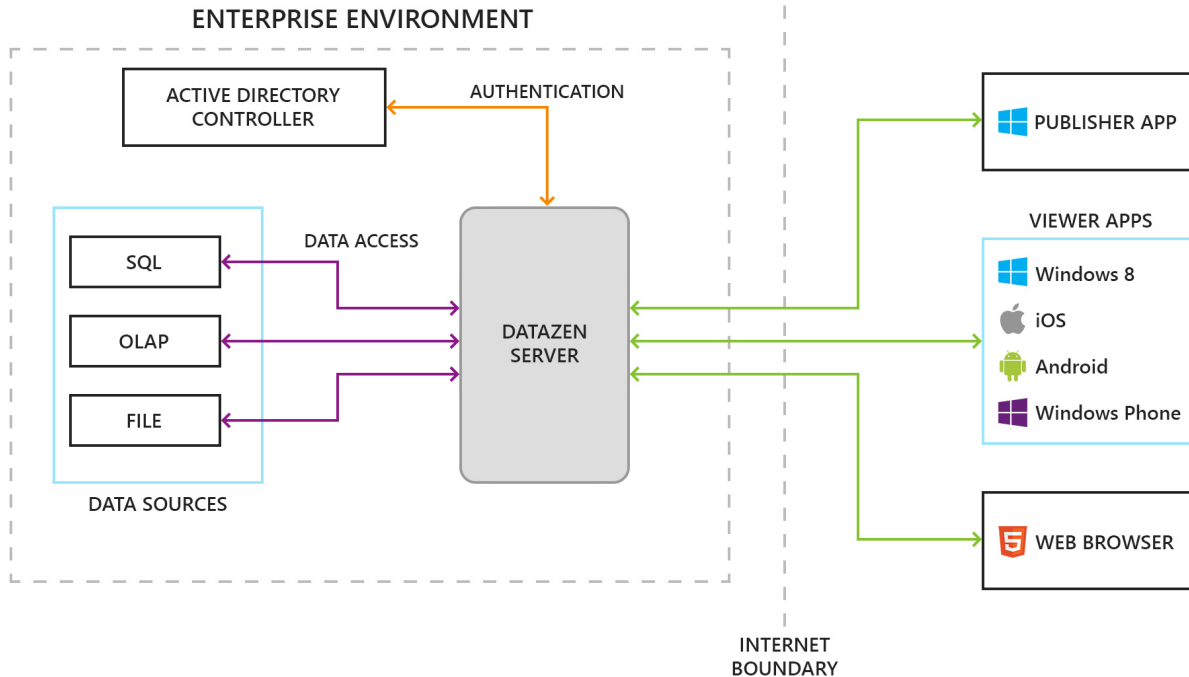 ENTERPRISE ENVIRONMENT
ACTIVE DIRECTORY
CONTROLLER
AUTHENTICATION
DATA ACCESS
SQL
OLAP
FILE
DATA SOURCES
DATAZEN
SERVER
PUBLISHER APP
VIEWER APPS
Windows 8
iOS
Android
Windows Phone
5
WEB BROWSER
INTERNET
BOUNDARY